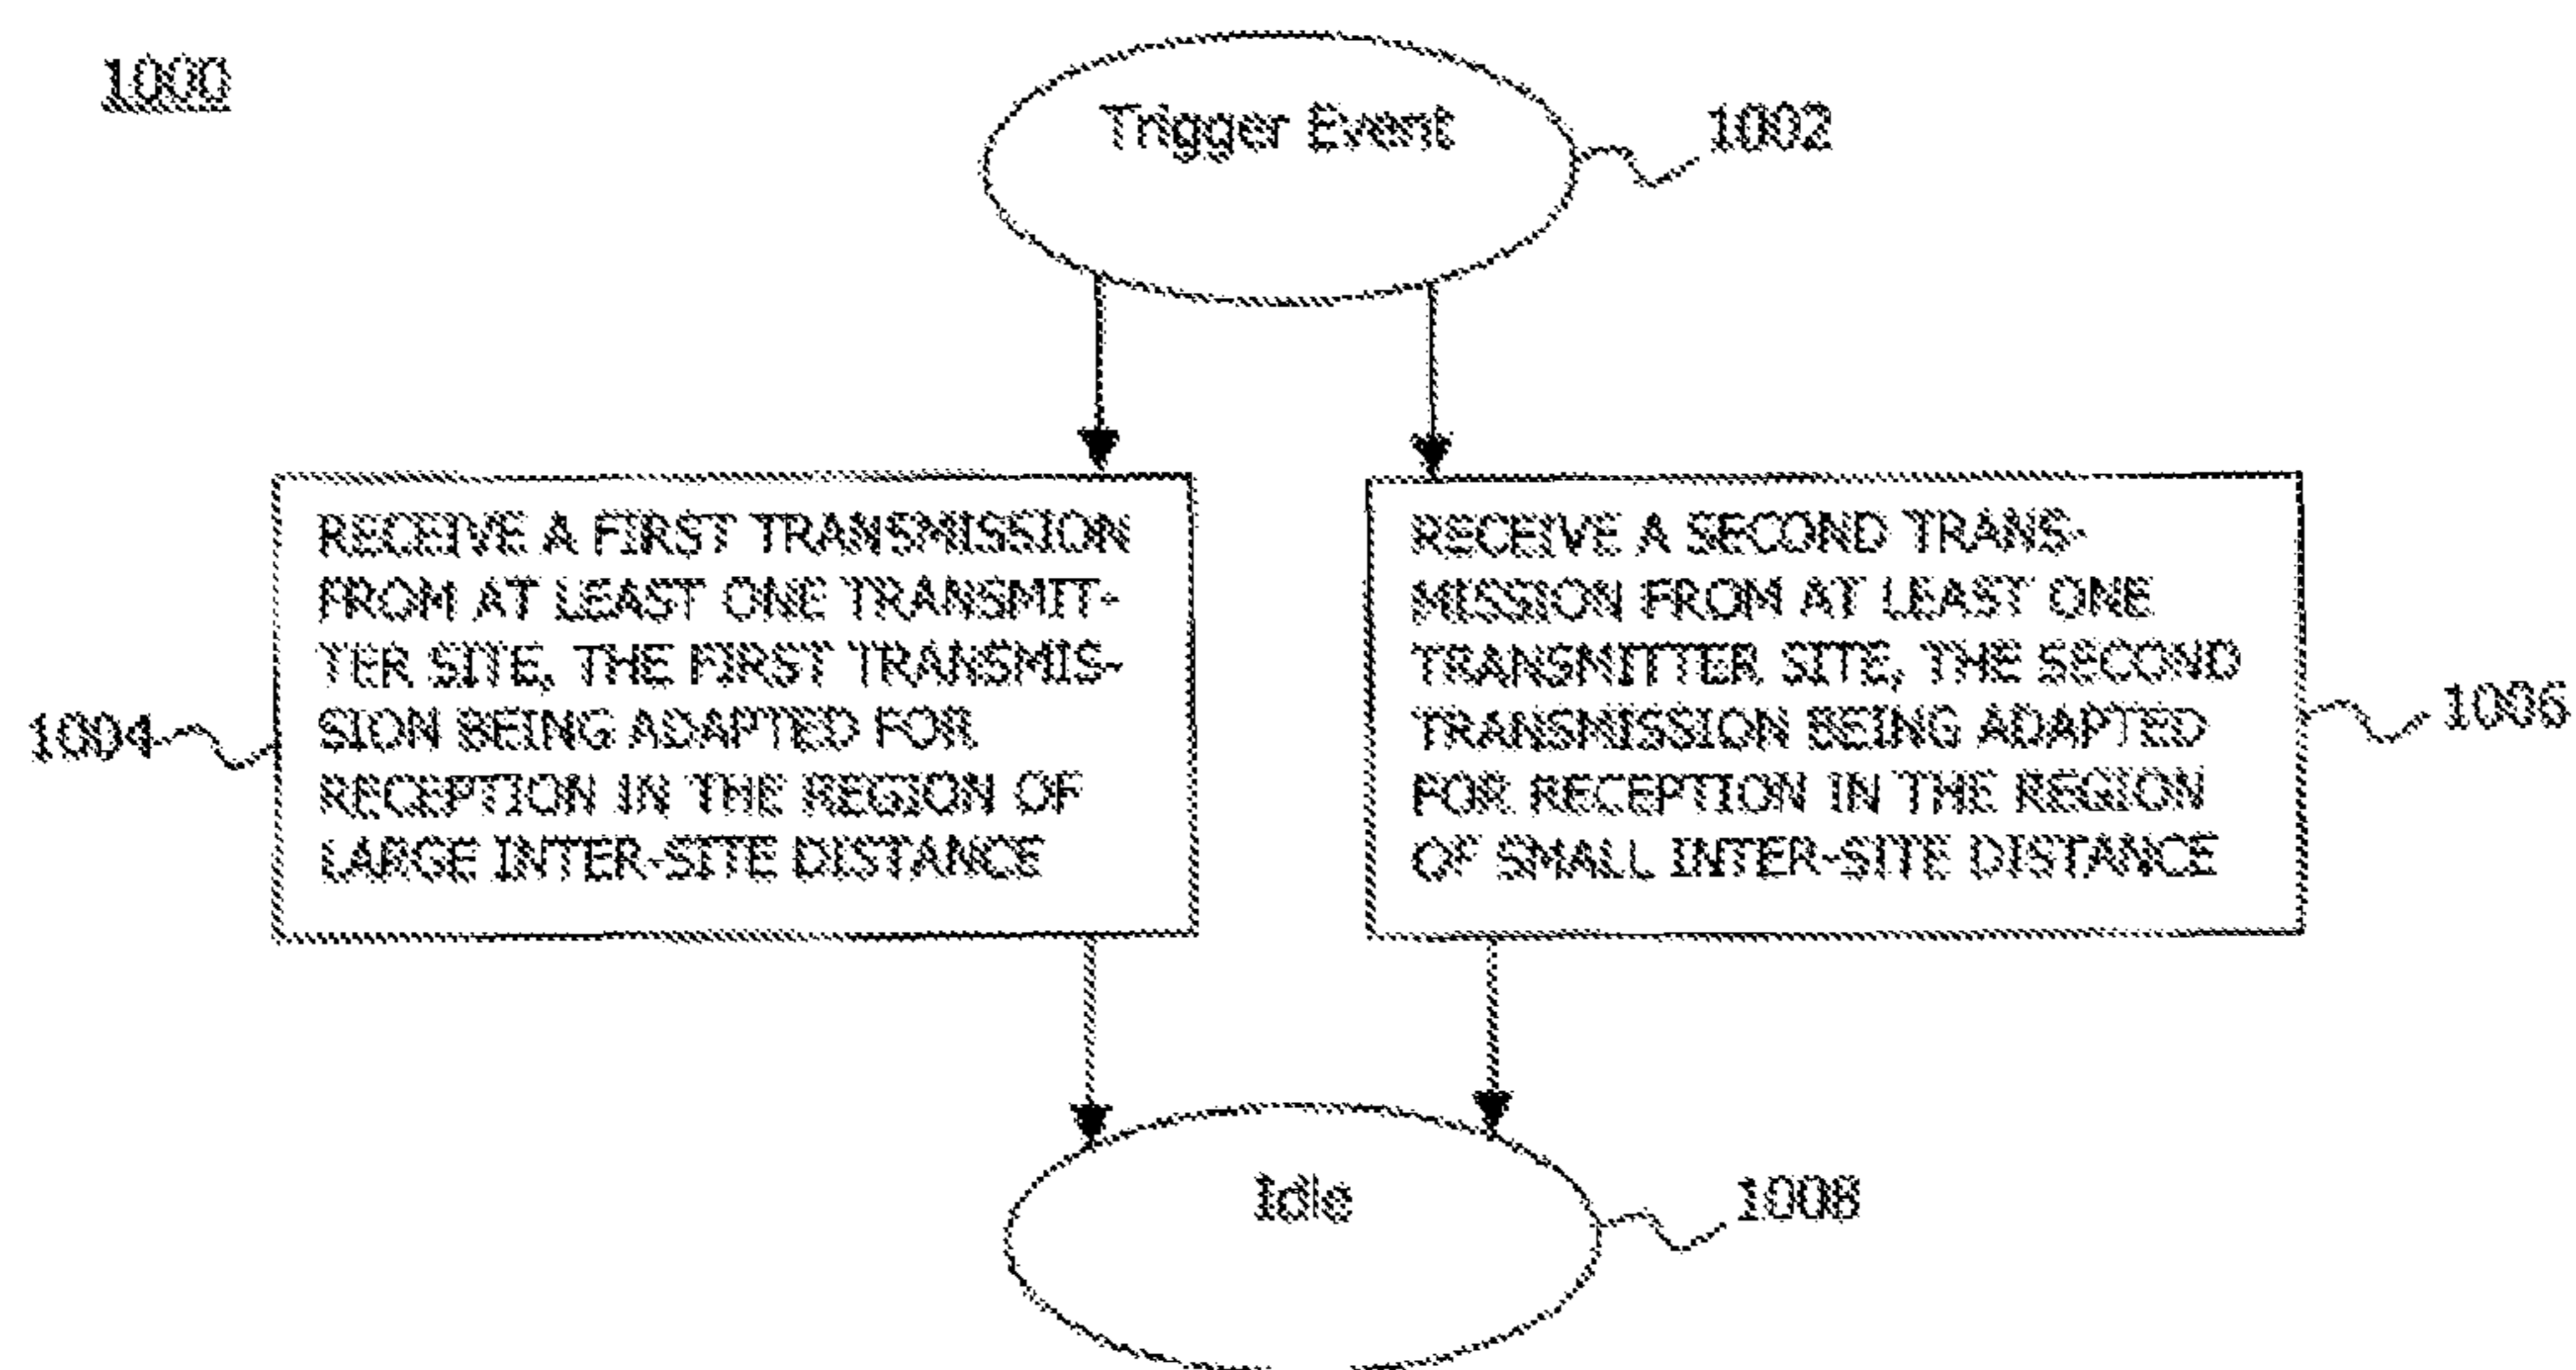 1000
Trigger Event
1002
RECEIVE A FIRST TRANSMISSION
FROM AT LEAST ONE TRANSMIT-
TER SITE, THE FIRST TRANSMIS-
SION BEING ADAPTED FOR
RECEPTION IN THE REGION OF
LARGE INTER-SITE DISTANCE
1004
RECEIVE A SECOND TRANS-
MISSION FROM AT LEAST ONE
TRANSMITTER SITE, THE SECOND
TRANSMISSION BEING ADAPTED
FOR RECEPTION IN THE REGION
OF SMALL INTER-SITE DISTANCE
1006
Idle
1008